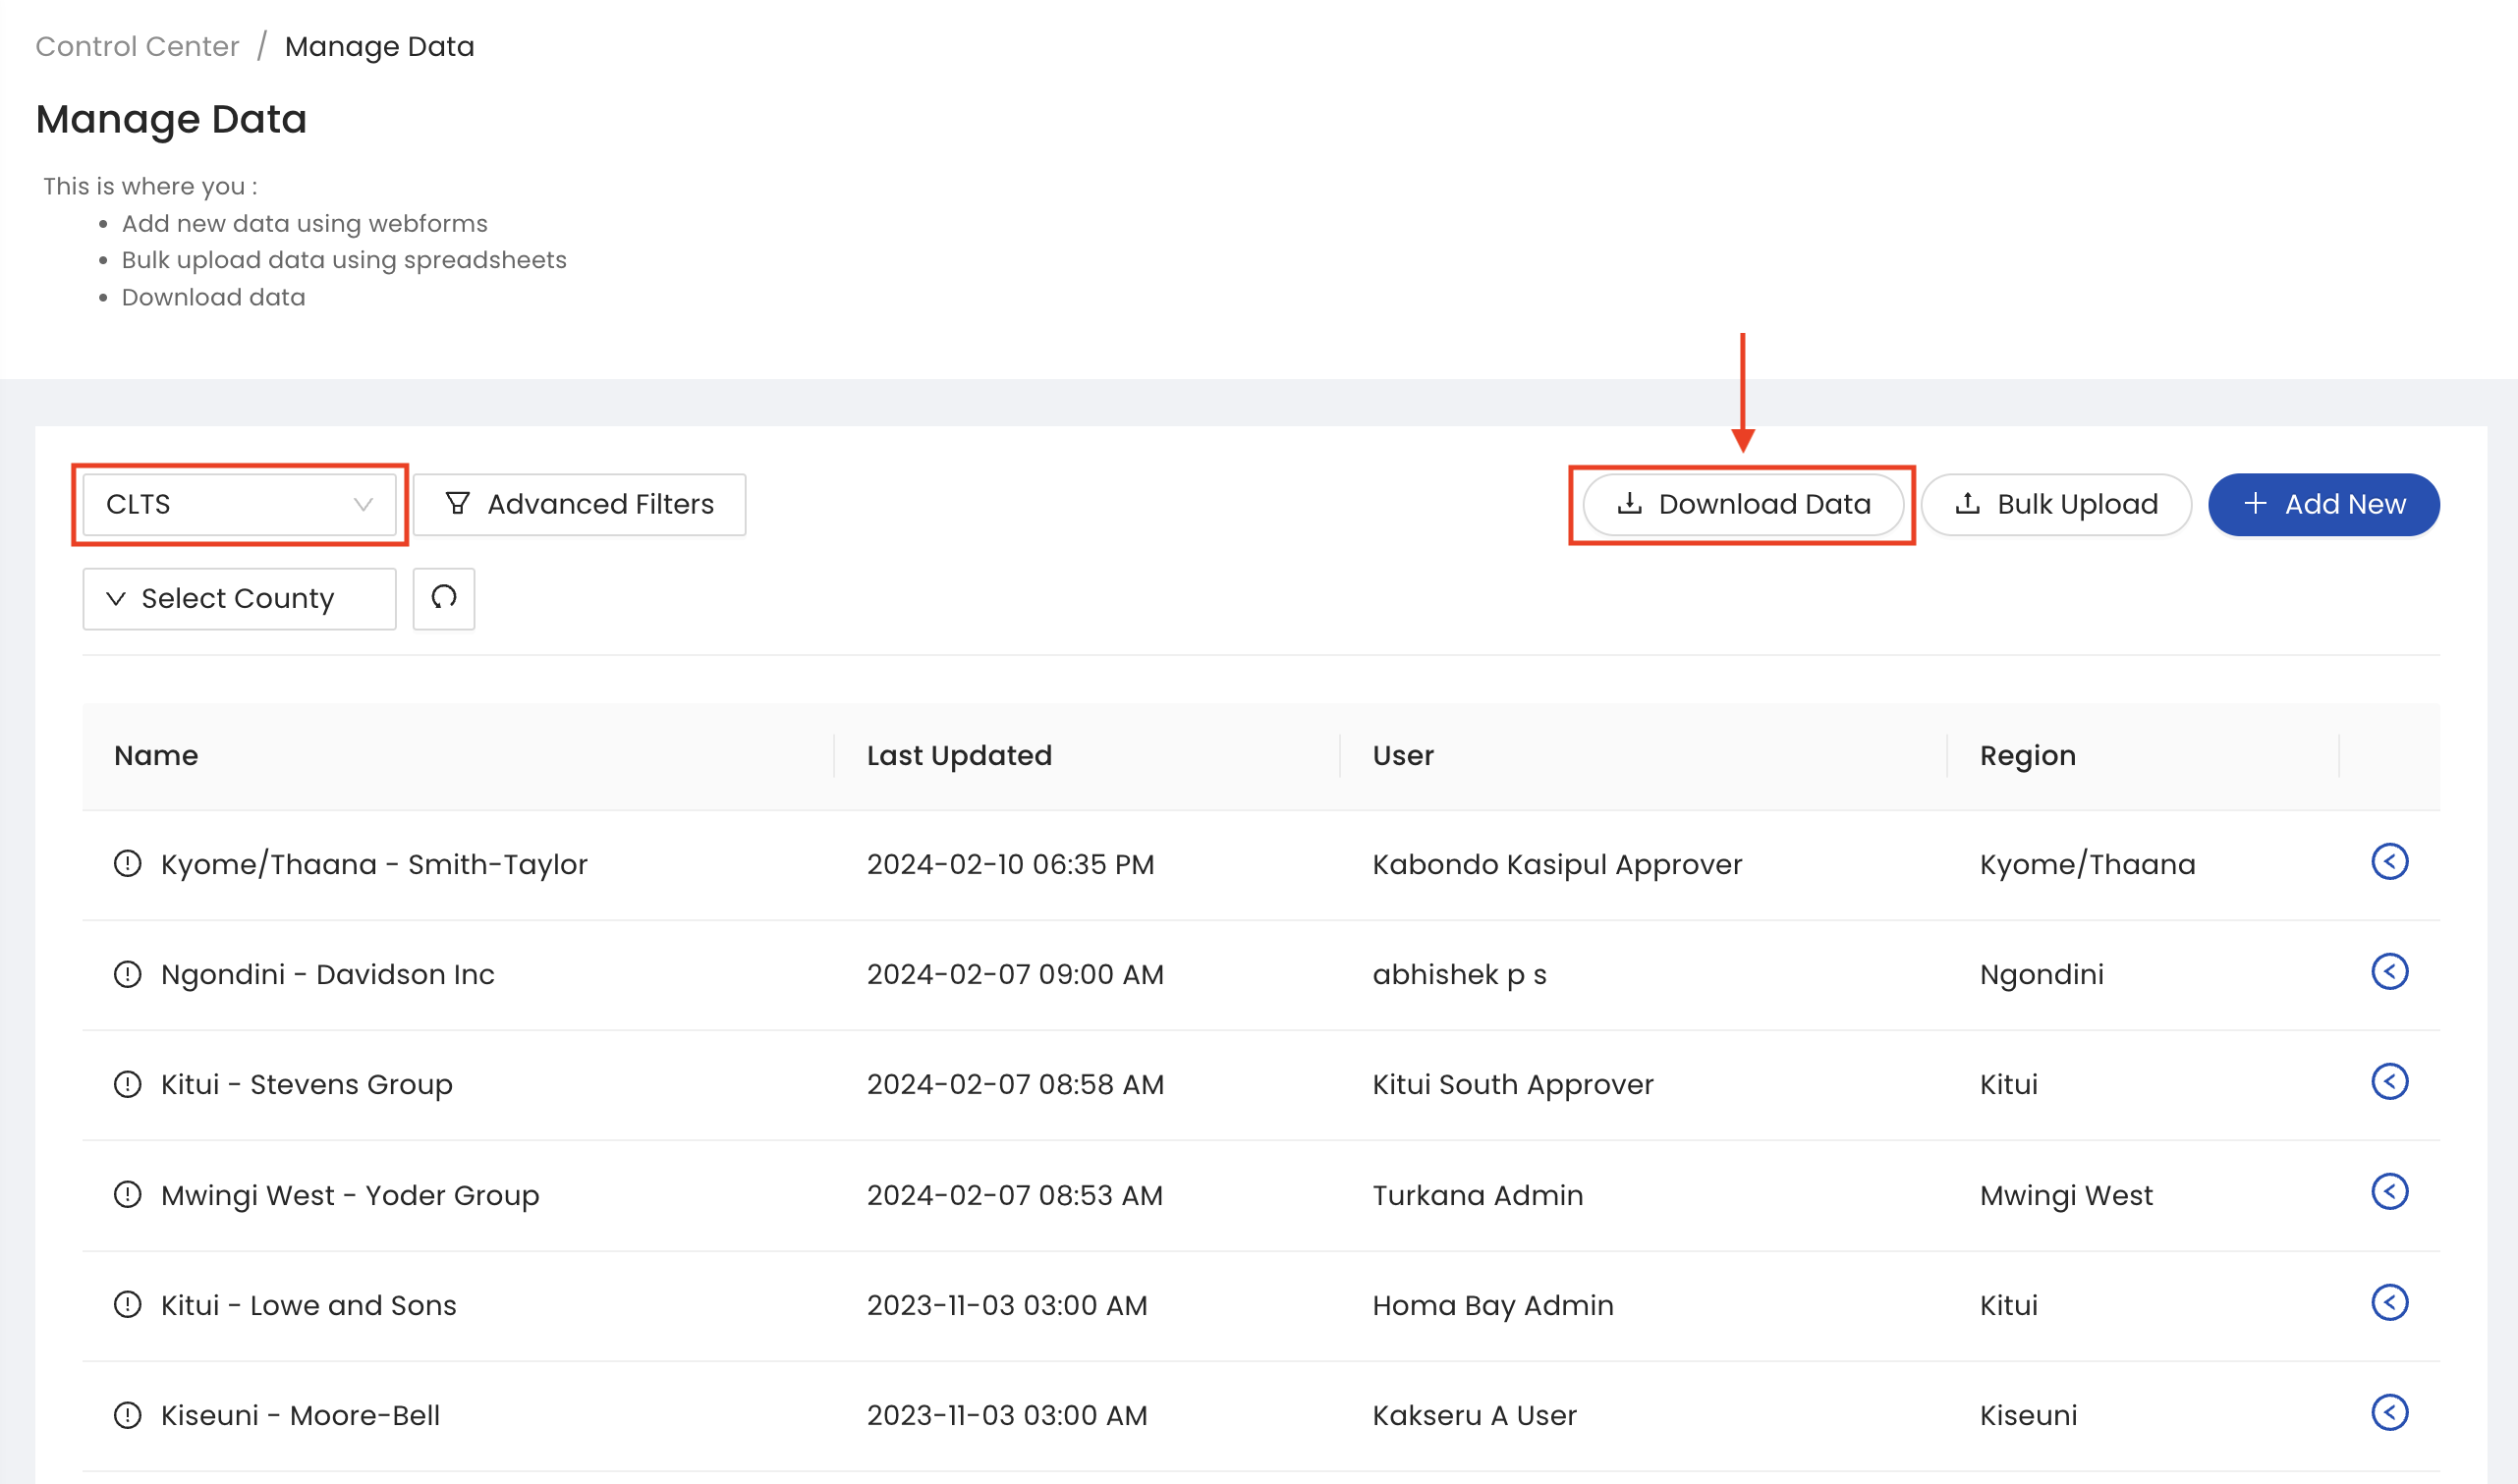 Control Center / Manage Data
Manage Data
This is where you :
• Add new data using webforms
• Bulk upload data using spreadsheets
• Download data
CLTS Advanced Filters Download Data Bulk Upload + Add New
Select County
Name Last Updated User Region
Kyome/Thaana - Smith-Taylor 2024-02-10 06:35 PM Kabondo Kasipul Approver Kyome/Thaana
Ngondini - Davidson Inc 2024-02-07 09:00 AM abhishek p s Ngondini
Kitui - Stevens Group 2024-02-07 08:58 AM Kitui South Approver Kitui
Mwingi West - Yoder Group 2024-02-07 08:53 AM Turkana Admin Mwingi West
Kitui - Lowe and Sons 2023-11-03 03:00 AM Homa Bay Admin Kitui
Kiseuni - Moore-Bell 2023-11-03 03:00 AM Kakseru A User Kiseuni